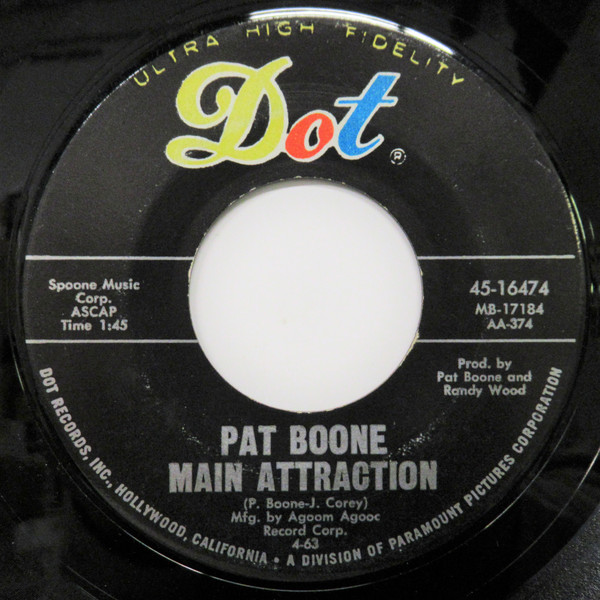 ULTRA HIGH FIDELITY
Dot®
Spoone Music
Corp.
ASCAP
Time 1:45
45-16474
MB-17184
AA-374
Prod. by
Pat Boone and
Randy Wood
PAT BOONE
MAIN ATTRACTION
(P. Boone-J. Corey)
Mfg. by Agoom Agooc
Record Corp.
4-63
DOT RECORDS, INC., HOLLYWOOD, CALIFORNIA • A DIVISION OF PARAMOUNT PICTURES CORPORATION